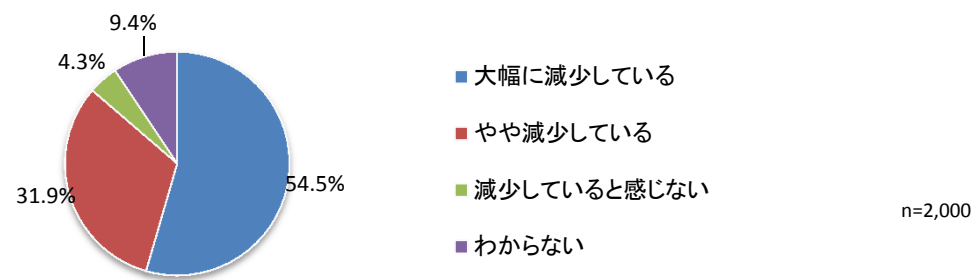 9.4%
4.3%
31.9%
54.5%
大幅に減少している
やや減少している
減少していると感じない
わからない
n=2,000